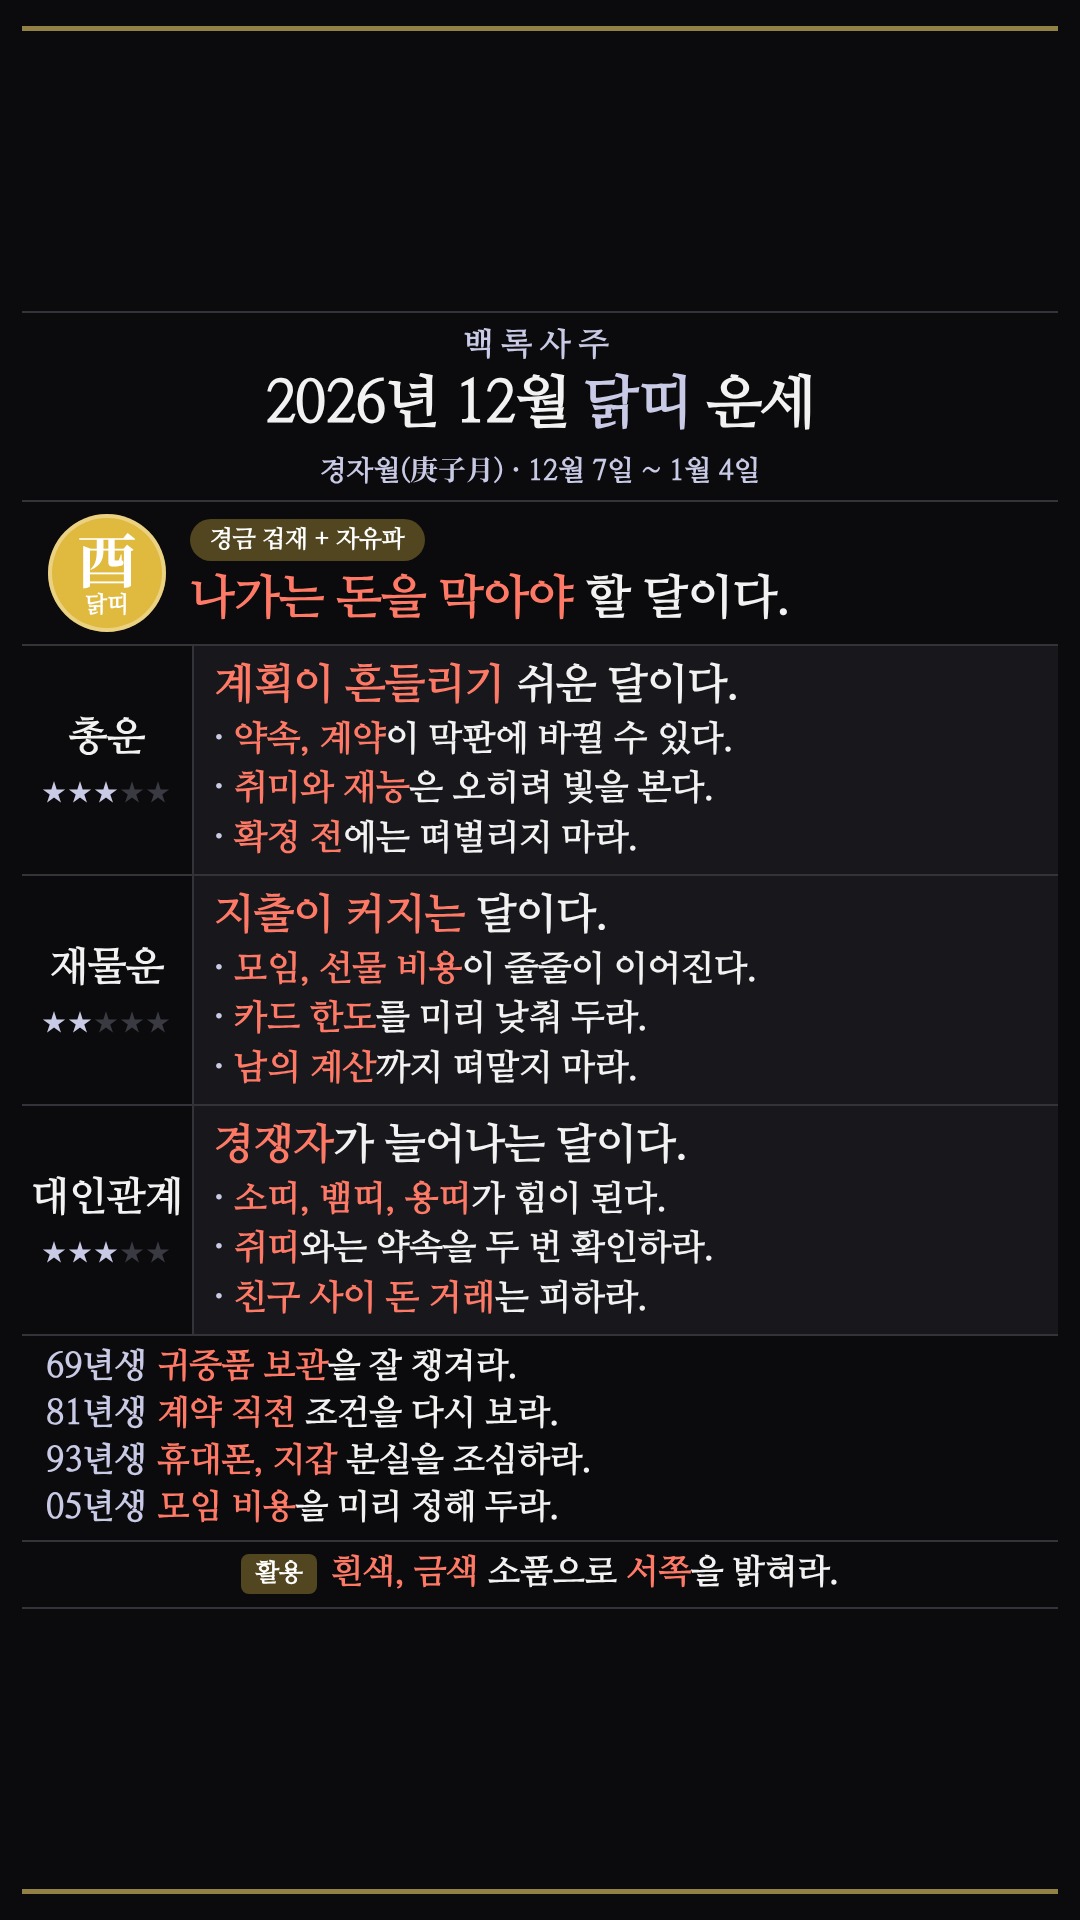 백록사주
2026년 12월 닭띠 운세
경자월(庚子月) · 12월 7일 ~ 1월 4일
酉
닭띠
경금 겁재 + 자유파
나가는 돈을 막아야 할 달이다.
총운
★★★★★
계획이 흔들리기 쉬운 달이다.
· 약속, 계약이 막판에 바뀔 수 있다.
· 취미와 재능은 오히려 빛을 본다.
· 확정 전에는 떠벌리지 마라.
재물운
★★★★★
지출이 커지는 달이다.
· 모임, 선물 비용이 줄줄이 이어진다.
· 카드 한도를 미리 낮춰 두라.
· 남의 계산까지 떠맡지 마라.
대인관계
★★★★★
경쟁자가 늘어나는 달이다.
· 소띠, 뱀띠, 용띠가 힘이 된다.
· 쥐띠와는 약속을 두 번 확인하라.
· 친구 사이 돈 거래는 피하라.
69년생 귀중품 보관을 잘 챙겨라.
81년생 계약 직전 조건을 다시 보라.
93년생 휴대폰, 지갑 분실을 조심하라.
05년생 모임 비용을 미리 정해 두라.
활용 흰색, 금색 소품으로 서쪽을 밝혀라.